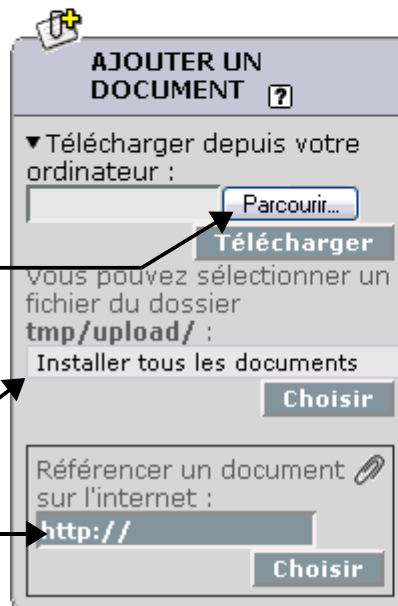 AJOUTER UN
DOCUMENT ?
▼Télécharger depuis votre
ordinateur :
Parcourir...
Télécharger
Vous pouvez sélectionner un
fichier du dossier
tmp/upload/ :
Installer tous les documents
Choisir
Référencer un document
sur l'internet :
http://
Choisir